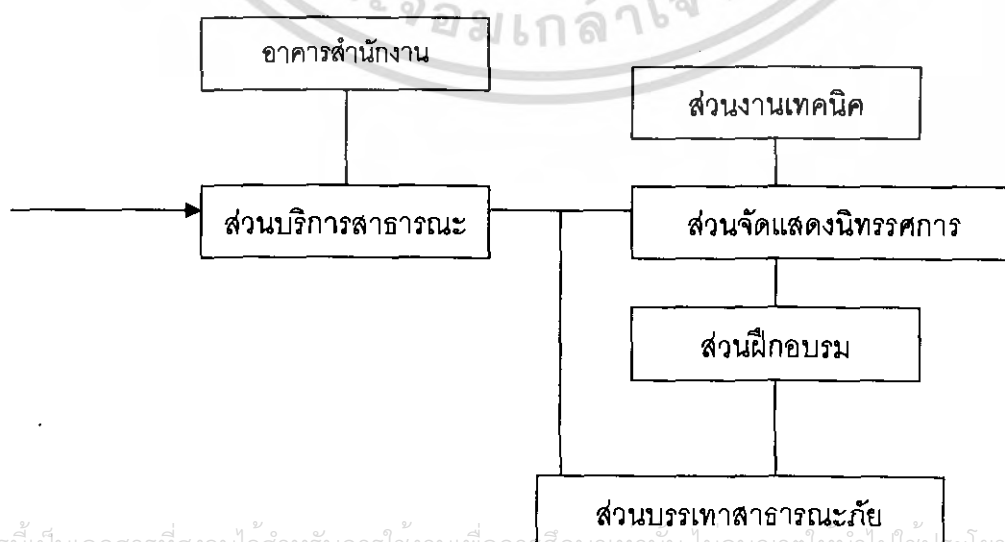 อาคารสำนักงาน
ส่วนงานเทคนิค
ส่วนบริการสาธารณะ
ส่วนจัดแสดงนิทรรศการ
ส่วนฝึกอบรม
ส่วนบรรเทาสาธารณะภัย